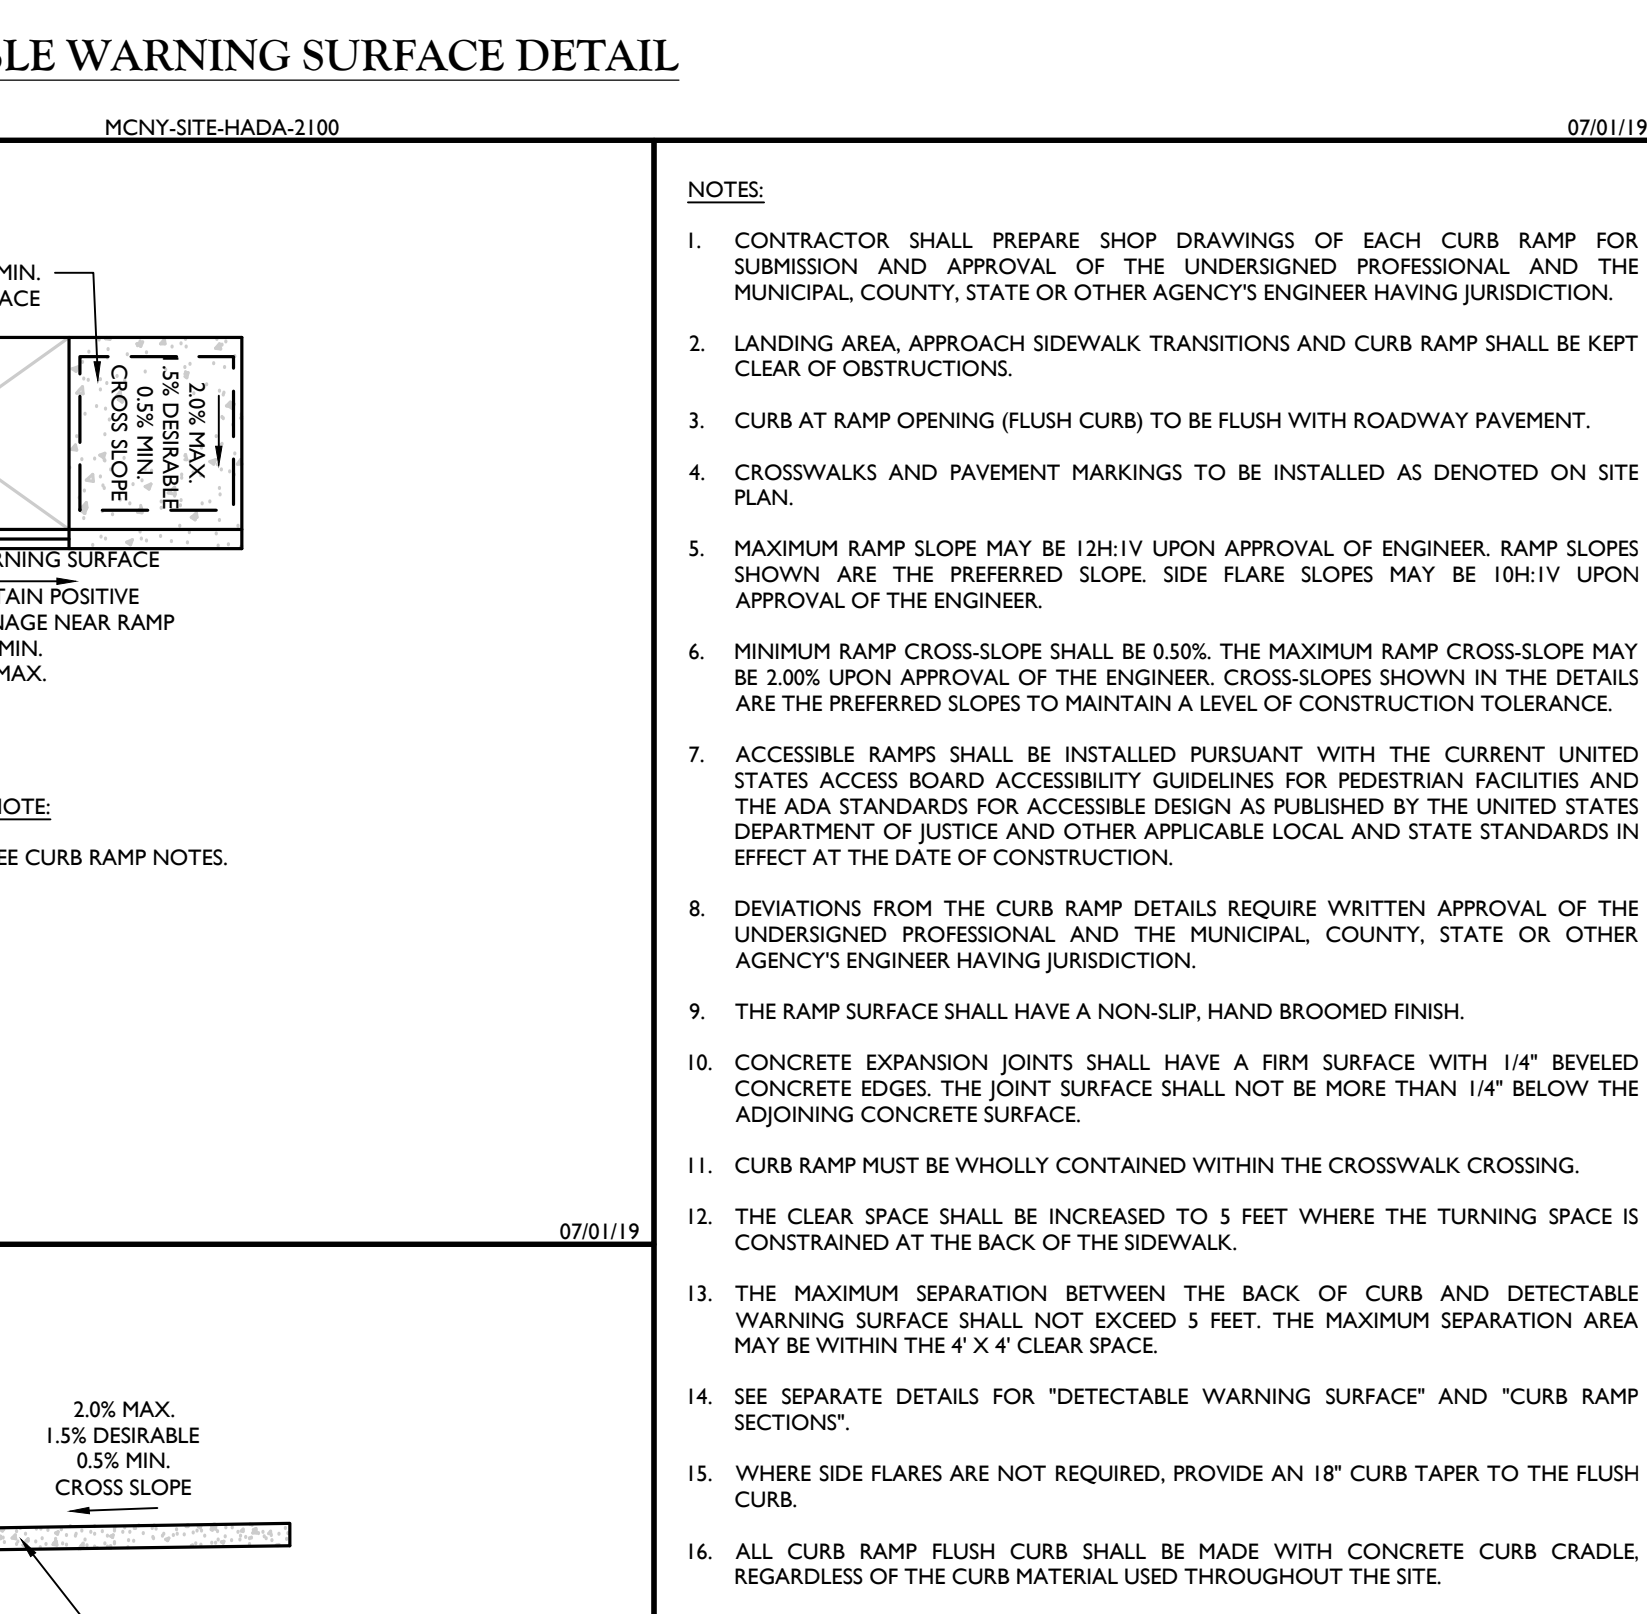 WARNING SURFACE DETAIL
MCNY-SITE-HADA-2100
07/01/19
MIN.
2.0% MAX.
.5% DESIRABLE
0.5% MIN.
CROSS SLOPE
SURFACE
POSITIVE
NEAR RAMP
MIN.
MAX.
CURB RAMP NOTES.
07/01/19
2.0% MAX.
1.5% DESIRABLE
0.5% MIN.
CROSS SLOPE
NOTES:
1. CONTRACTOR SHALL PREPARE SHOP DRAWINGS OF EACH CURB RAMP FOR
SUBMISSION AND APPROVAL OF THE UNDERSIGNED PROFESSIONAL AND THE
MUNICIPAL, COUNTY, STATE OR OTHER AGENCY'S ENGINEER HAVING JURISDICTION.
2. LANDING AREA, APPROACH SIDEWALK TRANSITIONS AND CURB RAMP SHALL BE KEPT
CLEAR OF OBSTRUCTIONS.
3. CURB AT RAMP OPENING (FLUSH CURB) TO BE FLUSH WITH ROADWAY PAVEMENT.
4. CROSSWALKS AND PAVEMENT MARKINGS TO BE INSTALLED AS DENOTED ON SITE
PLAN.
5. MAXIMUM RAMP SLOPE MAY BE 12H:1V UPON APPROVAL OF ENGINEER. RAMP SLOPES
SHOWN ARE THE PREFERRED SLOPE. SIDE FLARE SLOPES MAY BE 10H:1V UPON
APPROVAL OF THE ENGINEER.
6. MINIMUM RAMP CROSS-SLOPE SHALL BE 0.50%. THE MAXIMUM RAMP CROSS-SLOPE MAY
BE 2.00% UPON APPROVAL OF THE ENGINEER. CROSS-SLOPES SHOWN IN THE DETAILS
ARE THE PREFERRED SLOPES TO MAINTAIN A LEVEL OF CONSTRUCTION TOLERANCE.
7. ACCESSIBLE RAMPS SHALL BE INSTALLED PURSUANT WITH THE CURRENT UNITED
STATES ACCESS BOARD ACCESSIBILITY GUIDELINES FOR PEDESTRIAN FACILITIES AND
THE ADA STANDARDS FOR ACCESSIBLE DESIGN AS PUBLISHED BY THE UNITED STATES
DEPARTMENT OF JUSTICE AND OTHER APPLICABLE LOCAL AND STATE STANDARDS IN
EFFECT AT THE DATE OF CONSTRUCTION.
8. DEVIATIONS FROM THE CURB RAMP DETAILS REQUIRE WRITTEN APPROVAL OF THE
UNDERSIGNED PROFESSIONAL AND THE MUNICIPAL, COUNTY, STATE OR OTHER
AGENCY'S ENGINEER HAVING JURISDICTION.
9. THE RAMP SURFACE SHALL HAVE A NON-SLIP, HAND BROOMED FINISH.
10. CONCRETE EXPANSION JOINTS SHALL HAVE A FIRM SURFACE WITH 1/4" BEVELED
CONCRETE EDGES. THE JOINT SURFACE SHALL NOT BE MORE THAN 1/4" BELOW THE
ADJOINING CONCRETE SURFACE.
11. CURB RAMP MUST BE WHOLLY CONTAINED WITHIN THE CROSSWALK CROSSING.
12. THE CLEAR SPACE SHALL BE INCREASED TO 5 FEET WHERE THE TURNING SPACE IS
CONSTRAINED AT THE BACK OF THE SIDEWALK.
13. THE MAXIMUM SEPARATION BETWEEN THE BACK OF CURB AND DETECTABLE
WARNING SURFACE SHALL NOT EXCEED 5 FEET. THE MAXIMUM SEPARATION AREA
MAY BE WITHIN THE 4' X 4' CLEAR SPACE.
14. SEE SEPARATE DETAILS FOR "DETECTABLE WARNING SURFACE" AND "CURB RAMP
SECTIONS".
15. WHERE SIDE FLARES ARE NOT REQUIRED, PROVIDE AN 18" CURB TAPER TO THE FLUSH
CURB.
16. ALL CURB RAMP FLUSH CURB SHALL BE MADE WITH CONCRETE CURB CRADLE,
REGARDLESS OF THE CURB MATERIAL USED THROUGHOUT THE SITE.